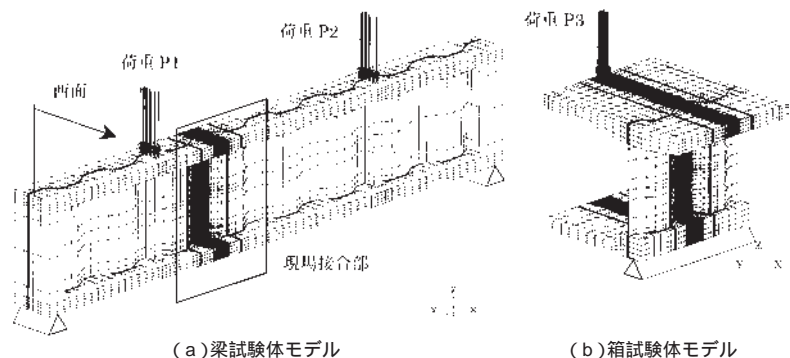 荷重 P1
荷重 P2
西面
現場接合部
Z
Y X
(a)梁試験体モデル
荷重 P3
Z
Y X
(b)箱試験体モデル